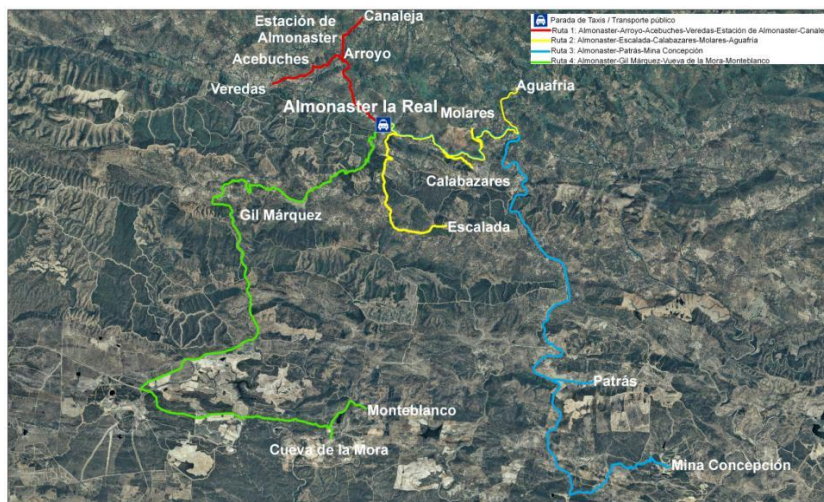 Parada de Taxis / Transporte público
Ruta 1: Almonaster-Arroyo-Acebuches-Veredas-Estación de Almonaster-Canale
Ruta 2: Almonaster-Escalada-Calabazares-Molares-Aguafría
Ruta 3: Almonaster-Patrás-Mina Concepción
Ruta 4: Almonaster-Gil Márquez-Vueva de la Mora-Monteblanco
Canaleja
Estación de
Almonaster
Arroyo
Acebuches
Veredas
Almonaster la Real
Molares
Aguafria
Calabazares
Gil Márquez
Escalada
Patrás
Monteblanco
Cueva de la Mora
Mina Concepción